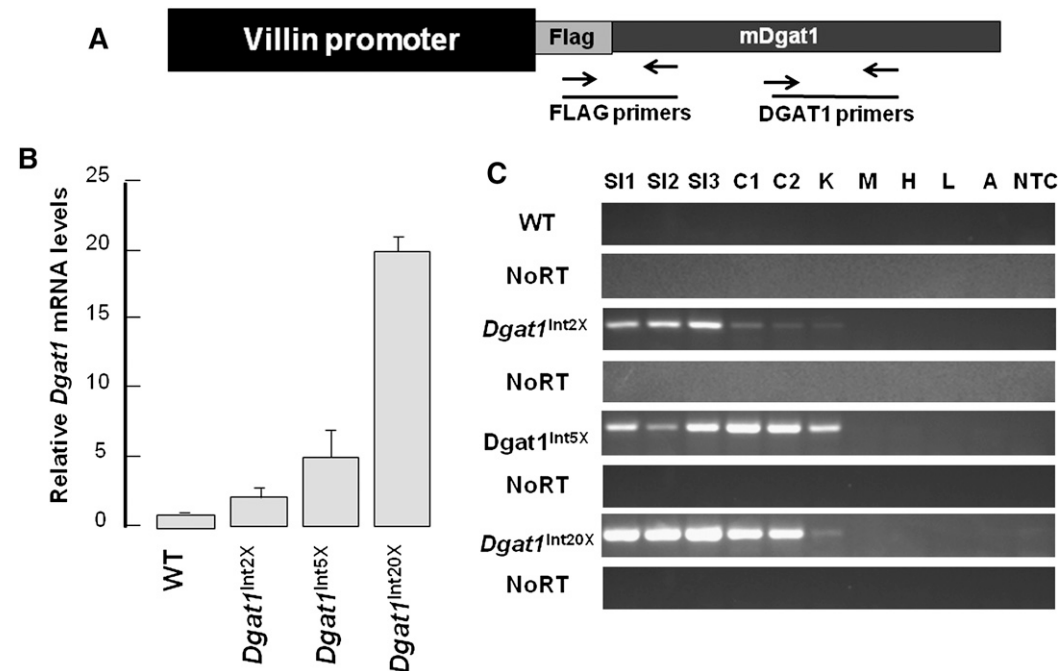 A
Villin promoter
Flag
mDgat1
FLAG primers
DGAT1 primers
B
Relative Dgat1 mRNA levels
25
20
15
10
5
0
WT
Dgat1Int2X
Dgat1Int5X
Dgat1Int20X
C
SI1 SI2 SI3 C1 C2 K M H L A NTC
WT
NoRT
Dgat1Int2X
NoRT
Dgat1Int5X
NoRT
Dgat1Int20X
NoRT